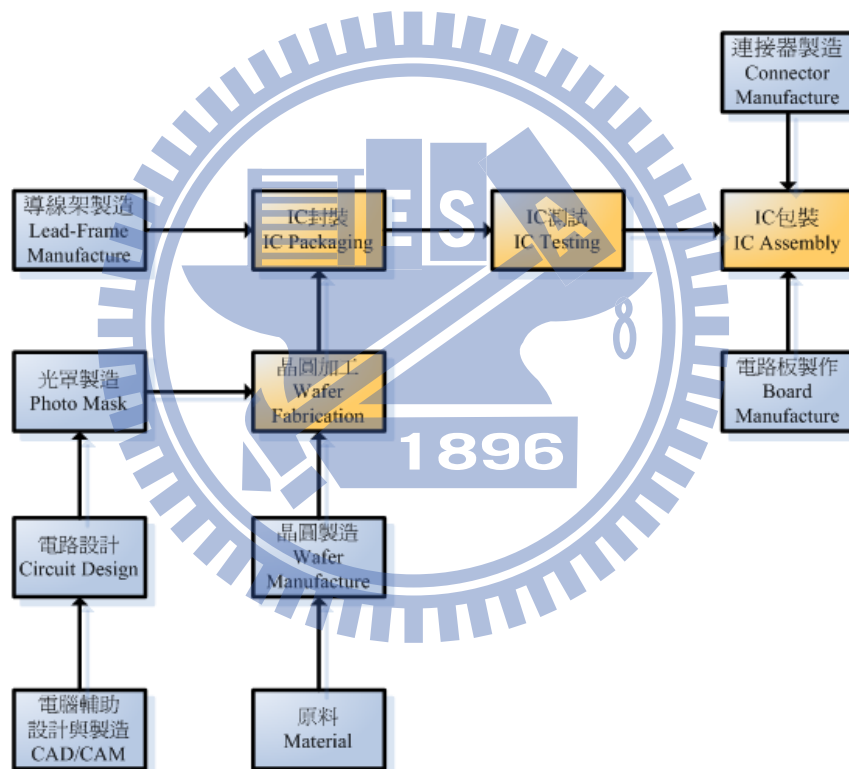 連接器製造
Connector
Manufacture
導線架製造
Lead-Frame
Manufacture
IC封裝
IC Packaging
IC測試
IC Testing
IC包裝
IC Assembly
ES
A
光罩製造
Photo Mask
晶圓加工
Wafer
Fabrication
電路板製作
Board
Manufacture
1896
電路設計
Circuit Design
晶圓製造
Wafer
Manufacture
電腦輔助
設計與製造
CAD/CAM
原料
Material